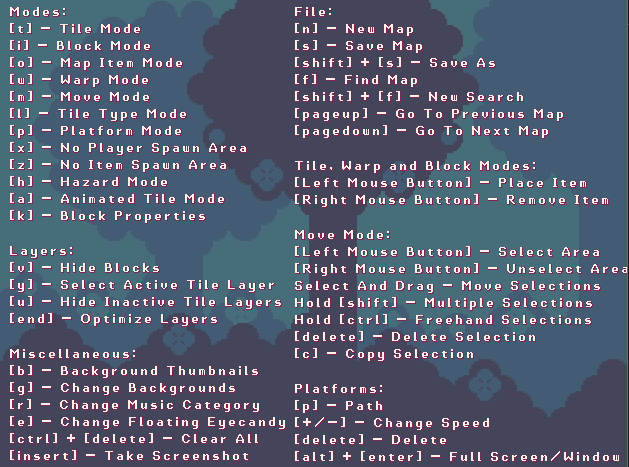 Modes:
[t] – Tile Mode
[i] – Block Mode
[o] – Map Item Mode
[w] – Warp Mode
[m] – Move Mode
[l] – Tile Type Mode
[p] – Platform Mode
[x] – No Player Spawn Area
[z] – No Item Spawn Area
[h] – Hazard Mode
[a] – Animated Tile Mode
[k] – Block Properties
Layers:
[v] – Hide Blocks
[y] – Select Active Tile Layer
[u] – Hide Inactive Tile Layers
[end] – Optimize Layers
Miscellaneous:
[b] – Background Thumbnails
[g] – Change Backgrounds
[r] – Change Music Category
[e] – Change Floating Eyecandy
[ctrl] + [delete] – Clear All
[insert] – Take Screenshot
File:
[n] – New Map
[s] – Save Map
[shift] + [s] – Save As
[f] – Find Map
[shift] + [f] – New Search
[pageup] – Go To Previous Map
[pagedown] – Go To Next Map
Tile, Warp and Block Modes:
[Left Mouse Button] – Place Item
[Right Mouse Button] – Remove Item
Move Mode:
[Left Mouse Button] – Select Area
[Right Mouse Button] – Unselect Area
Select And Drag – Move Selections
Hold [shift] – Multiple Selections
Hold [ctrl] – Freehand Selections
[delete] – Delete Selection
[c] – Copy Selection
Platforms:
[p] – Path
[+/-] – Change Speed
[delete] – Delete
[alt] + [enter] – Full Screen/Window